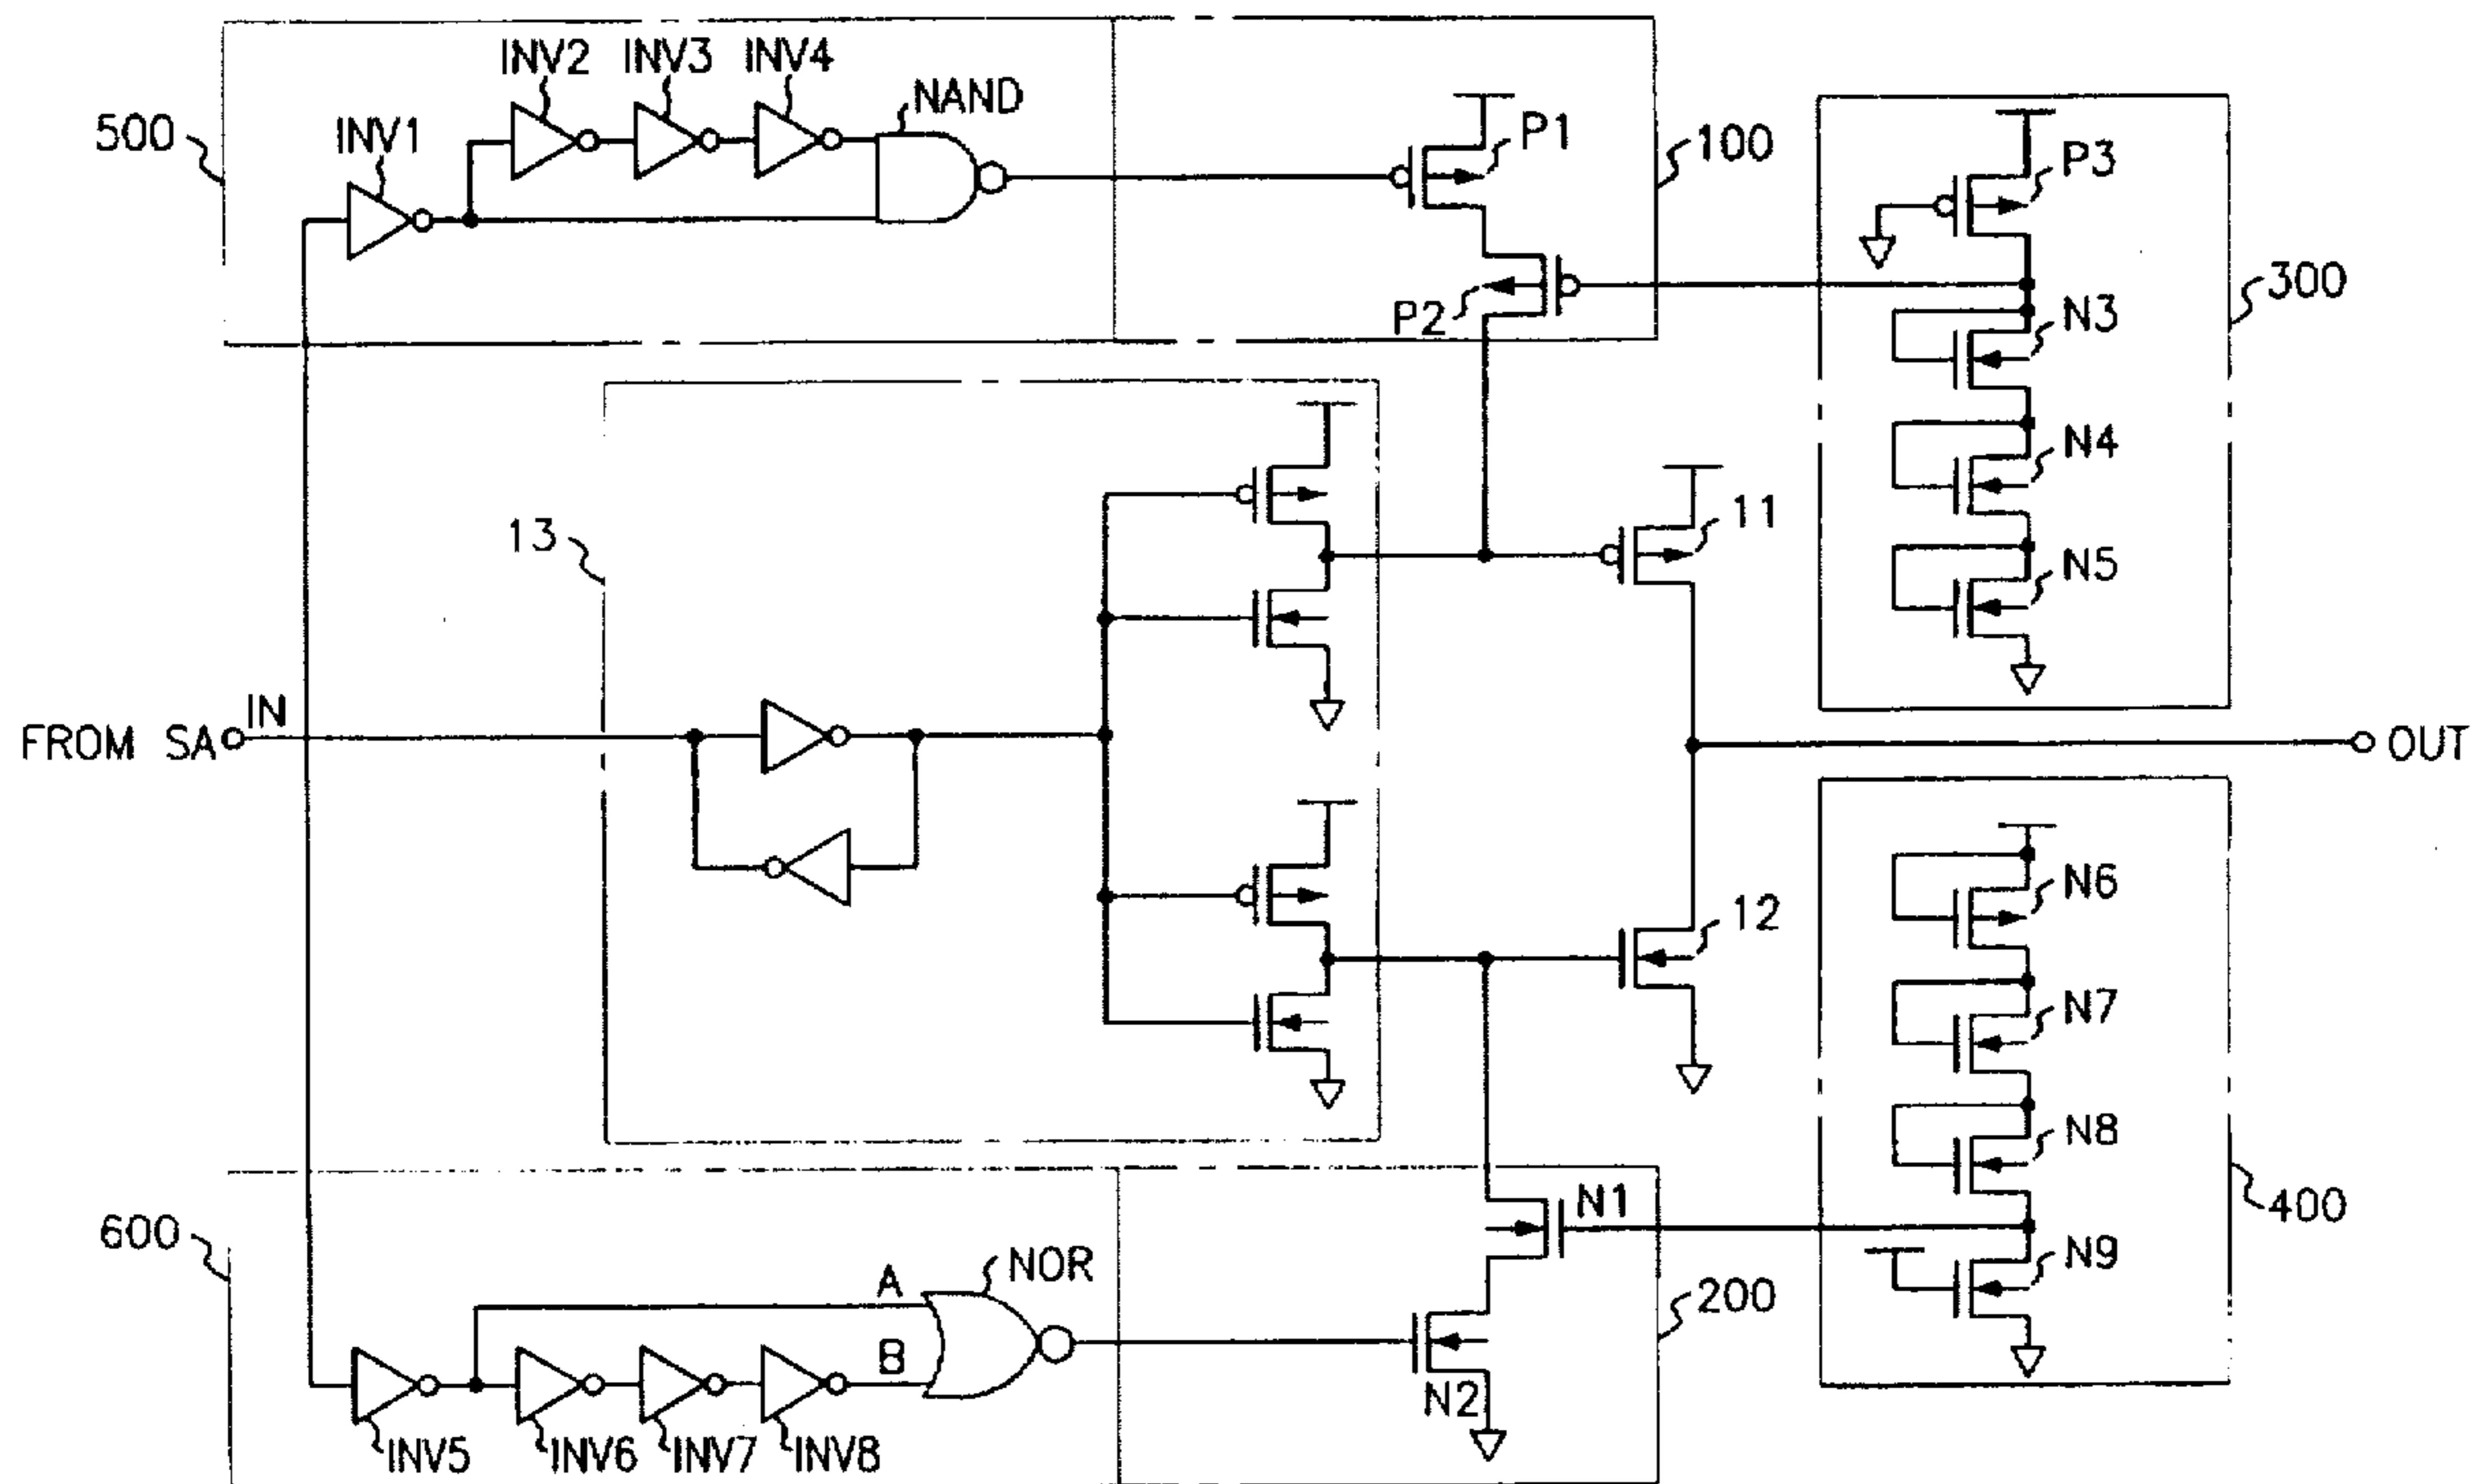 INV2
INV3
INV4
NAND
500
INV1
P1
100
P3
P2
300
N3
N4
N5
13
11
FROM SA
IN
OUT
12
N6
N7
N8
N9
400
600
A
NOR
N1
B
200
N2
INV5
INV6
INV7
INV8